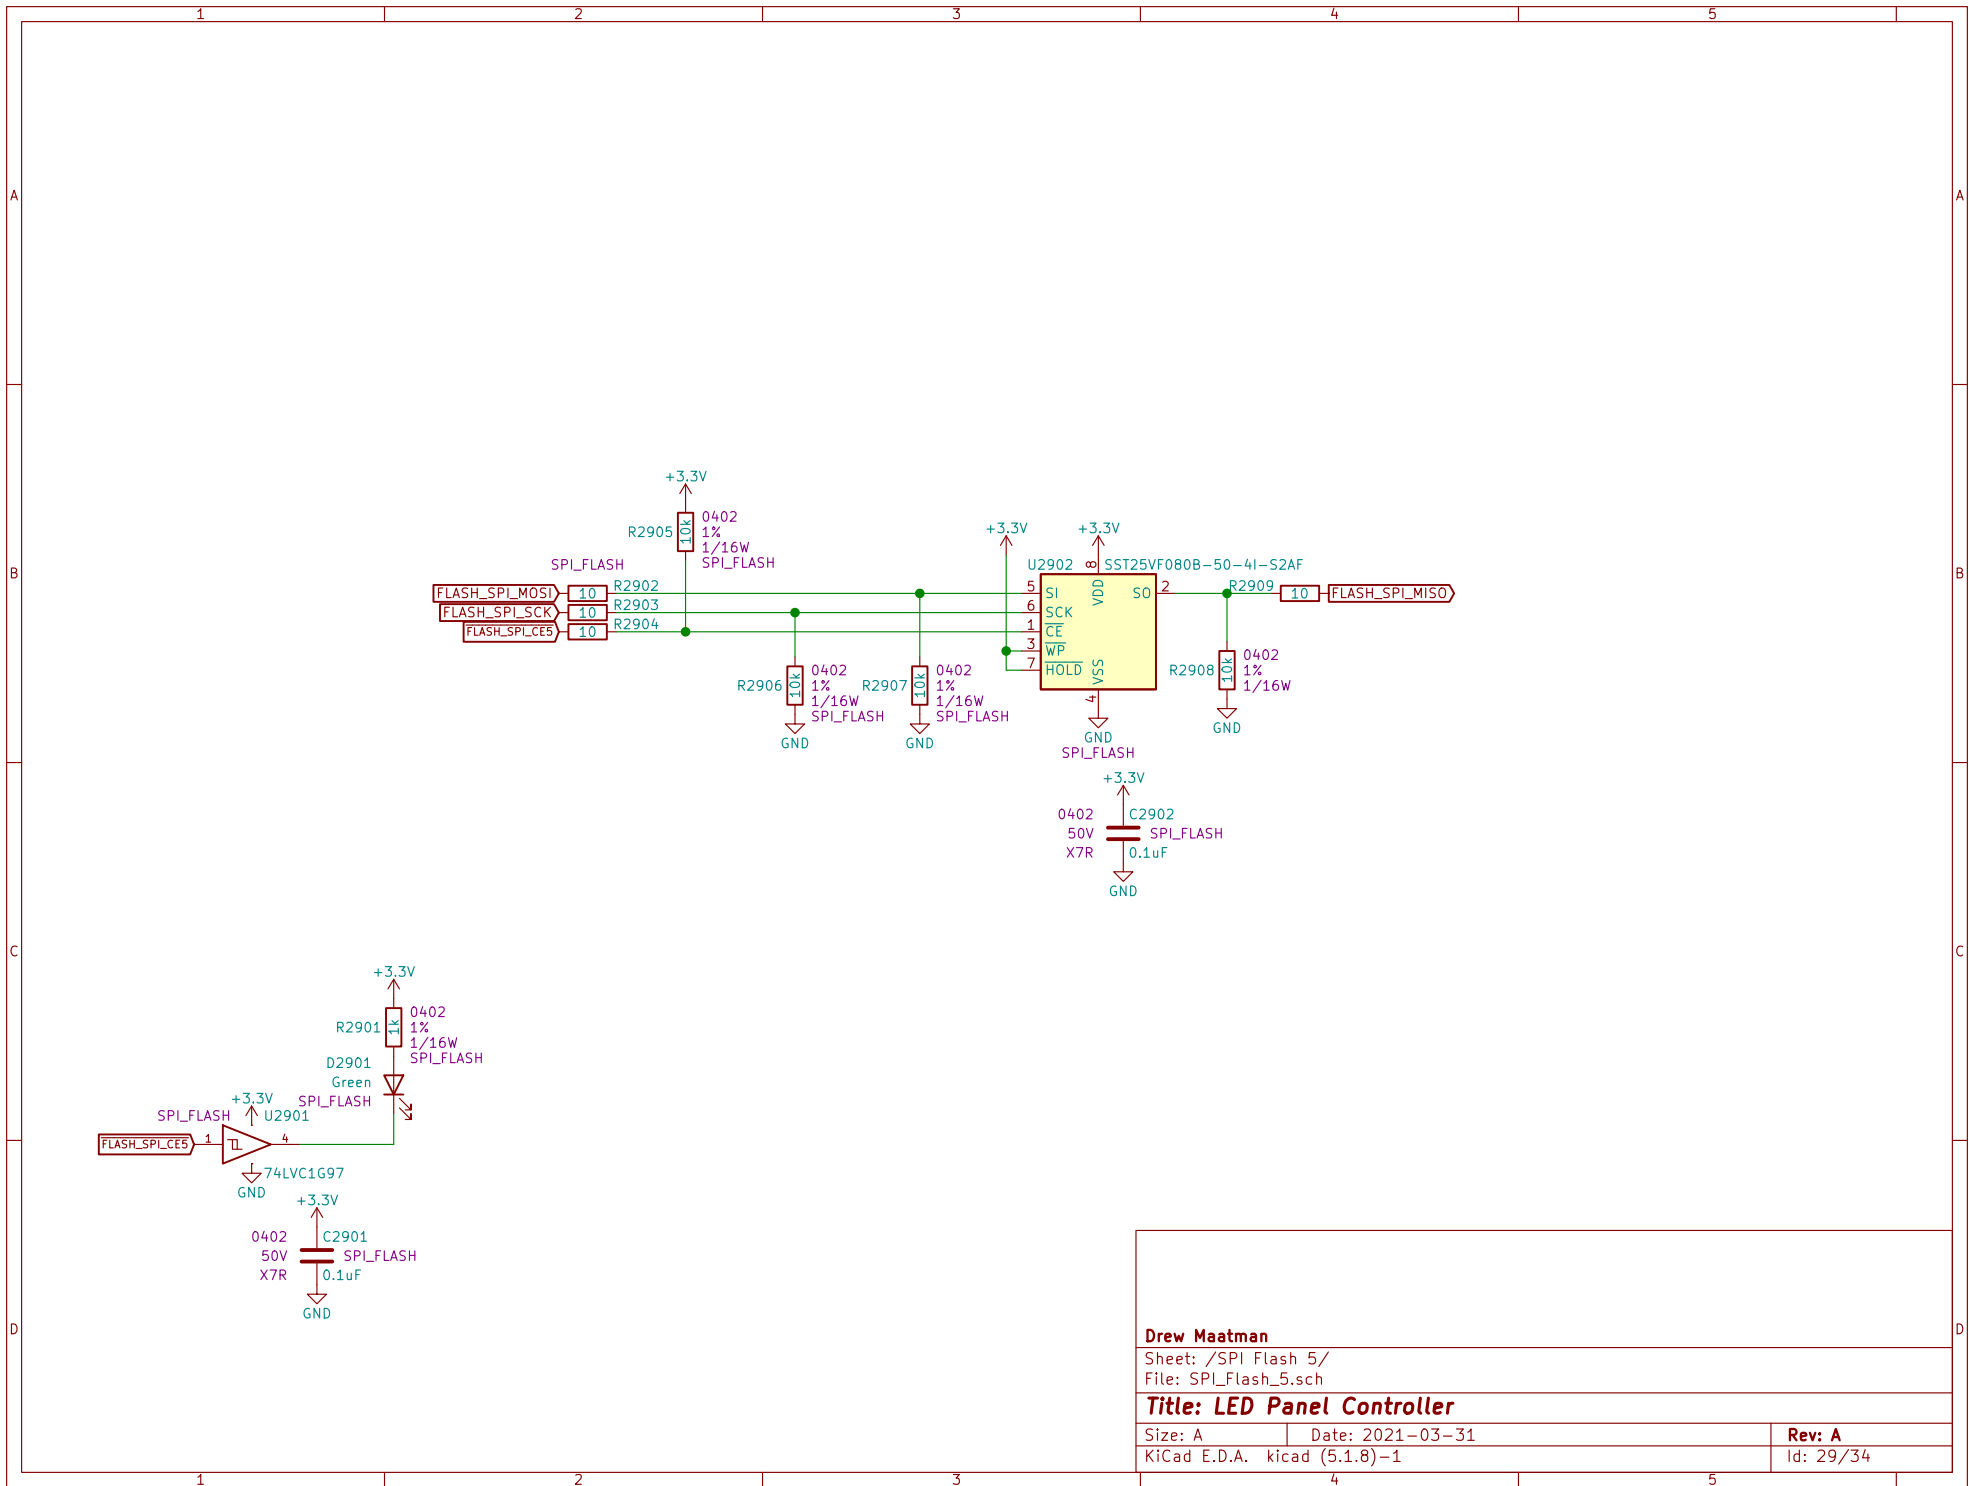 1 2 3 4 5
A A
B B
C C
D D
+3.3V
R2905 10k 0402
1%
1/16W
SPI_FLASH
SPI_FLASH
FLASH_SPI_MOSI 10 R2902
FLASH_SPI_SCK 10 R2903
FLASH_SPI_CE5 10 R2904
R2906 10k 0402
1%
1/16W
SPI_FLASH
GND
R2907 10k 0402
1%
1/16W
SPI_FLASH
GND
+3.3V +3.3V
U2902 8 SST25VF080B-50-4I-S2AF
5 SI VDD SO 2
6 SCK
1 CE
3 WP
7 HOLD VSS
4
GND
SPI_FLASH
R2909 10 FLASH_SPI_MISO
R2908 10k 0402
1%
1/16W
GND
+3.3V
0402 C2902
50V SPI_FLASH
X7R 0.1uF
GND
+3.3V
R2901 1k 0402
1%
1/16W
SPI_FLASH
D2901
Green
SPI_FLASH
+3.3V
SPI_FLASH U2901
FLASH_SPI_CE5 1 4
74LVC1G97
GND
+3.3V
0402 C2901
50V SPI_FLASH
X7R 0.1uF
GND
Drew Maatman
Sheet: /SPI Flash 5/
File: SPI_Flash_5.sch
Title: LED Panel Controller
Size: A Date: 2021-03-31 Rev: A
KiCad E.D.A. kicad (5.1.8)-1 Id: 29/34
1 2 3 4 5